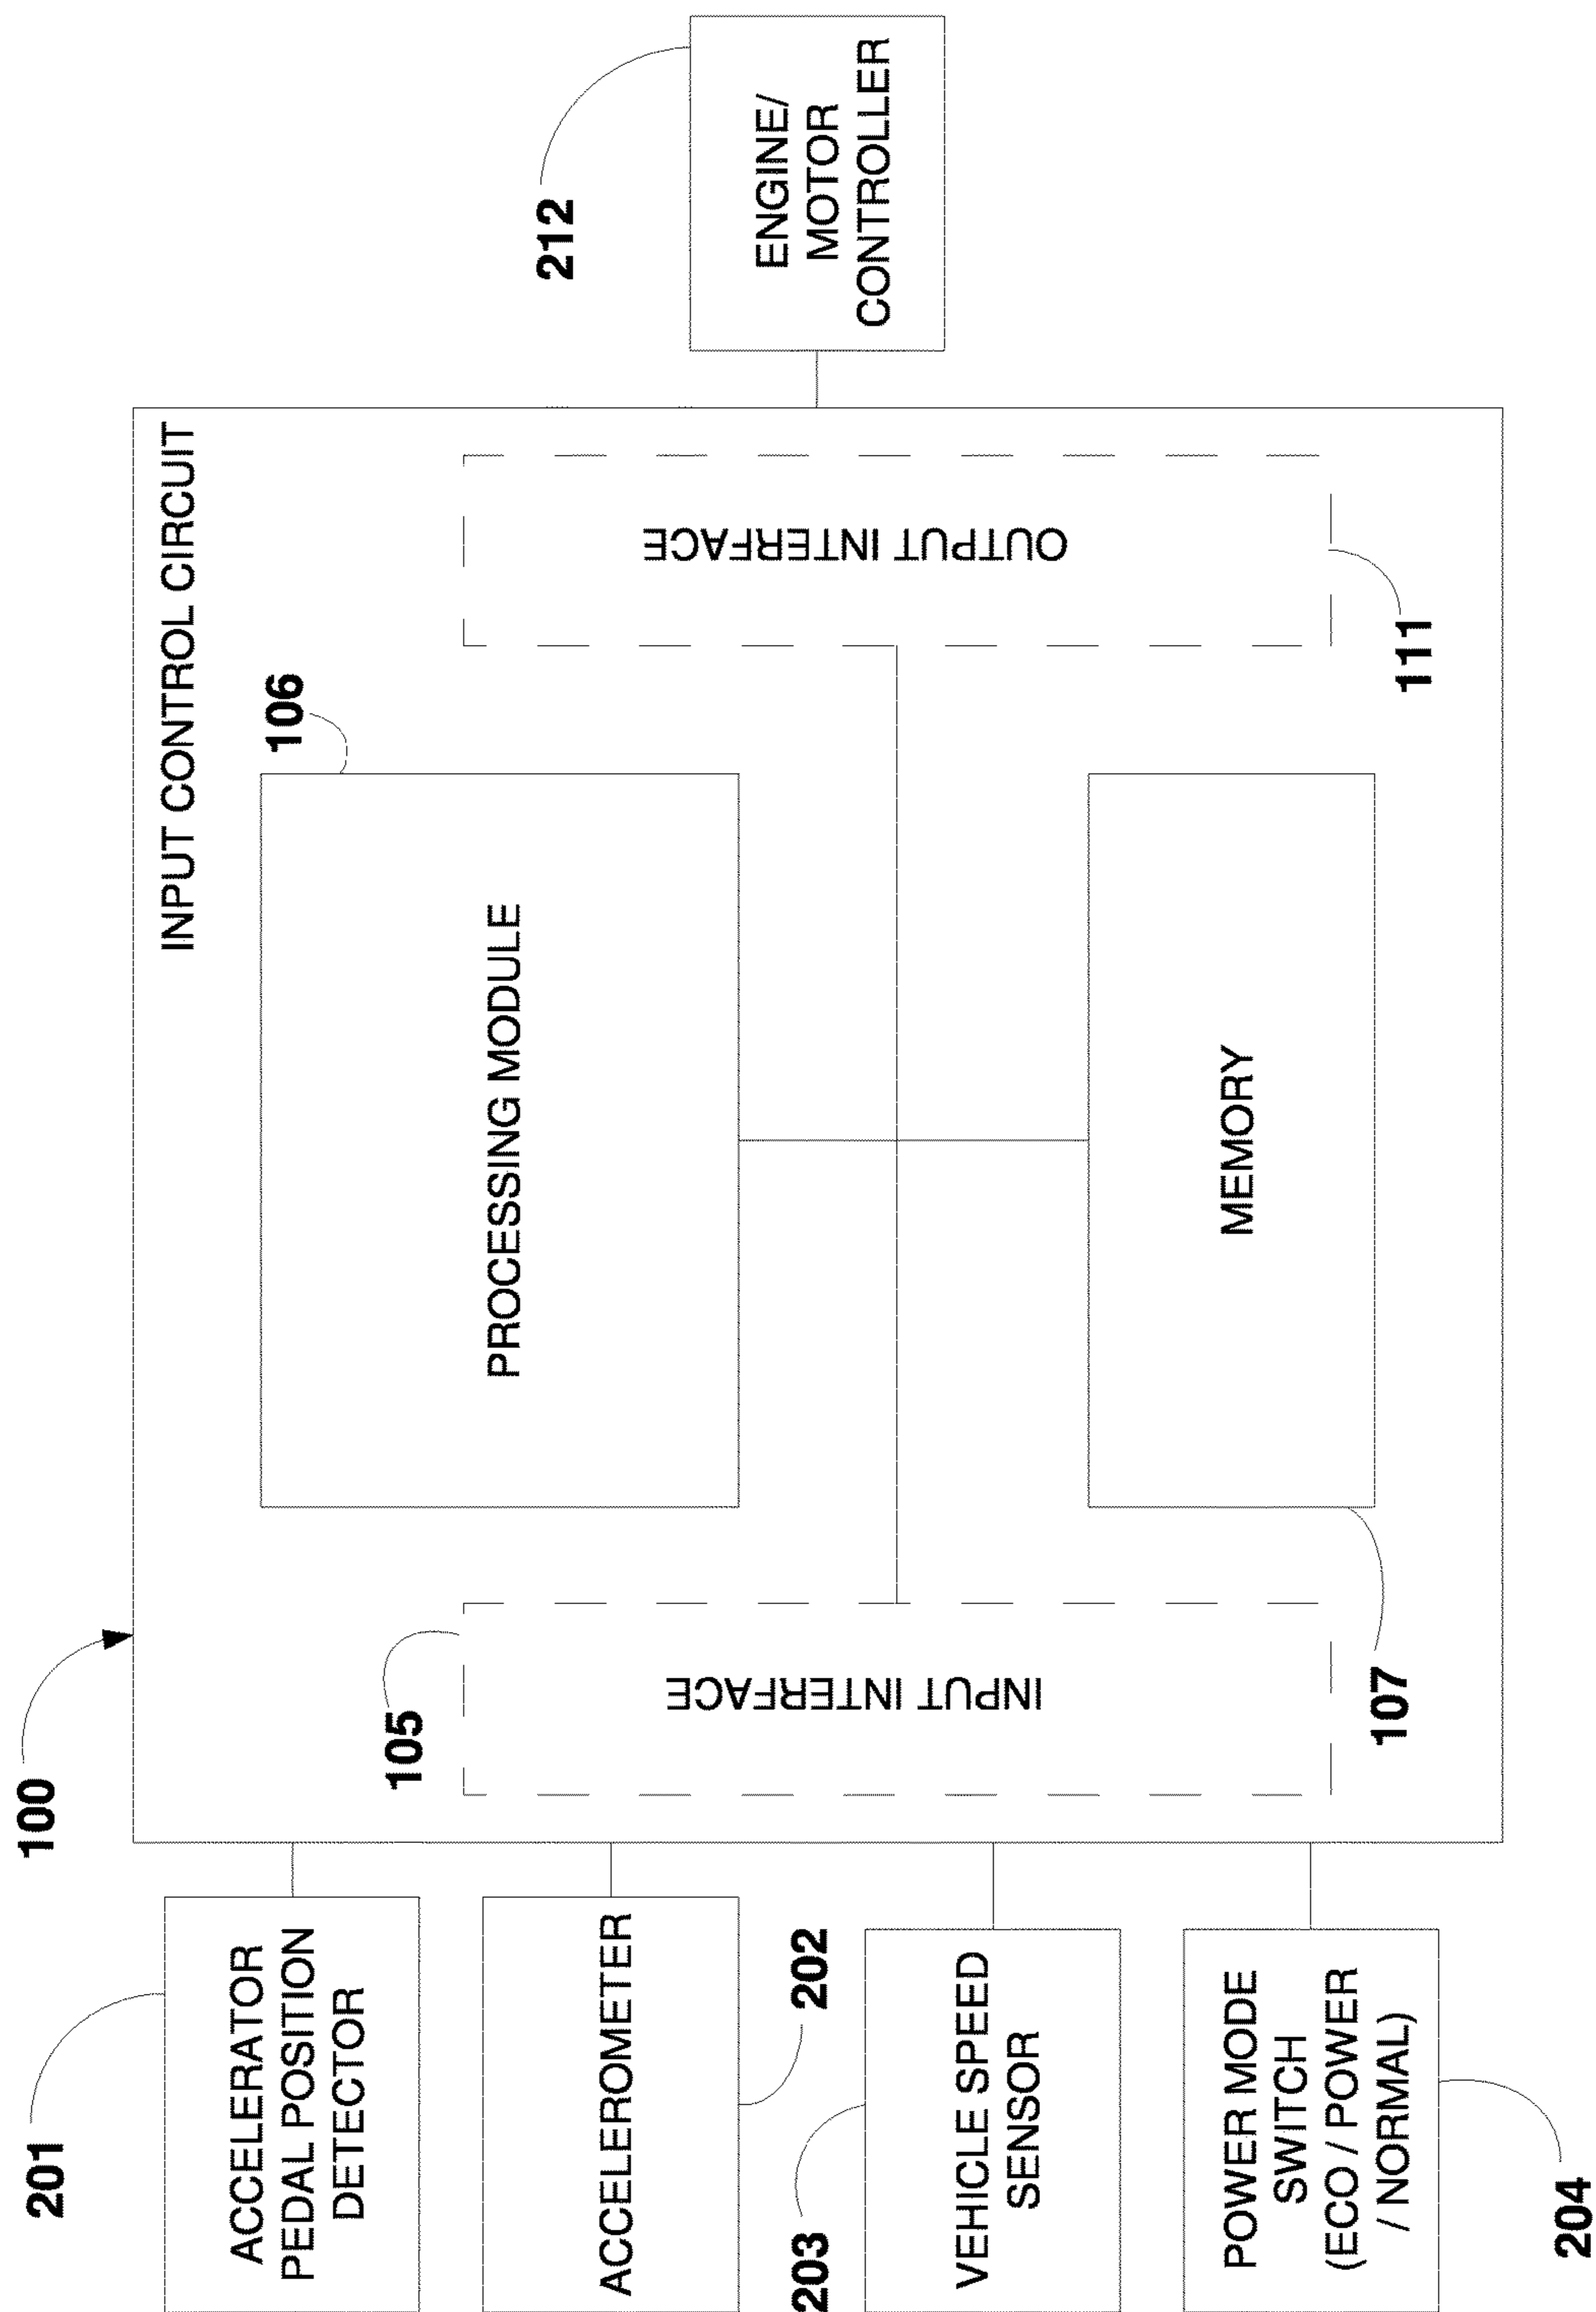 100
INPUT CONTROL CIRCUIT
201
ACCELERATOR
PEDAL POSITION
DETECTOR
ACCELEROMETER
202
203
VEHICLE SPEED
SENSOR
POWER MODE
SWITCH
(ECO / POWER
/ NORMAL)
204
105
INPUT INTERFACE
106
PROCESSING MODULE
MEMORY
107
OUTPUT INTERFACE
111
212
ENGINE/
MOTOR
CONTROLLER